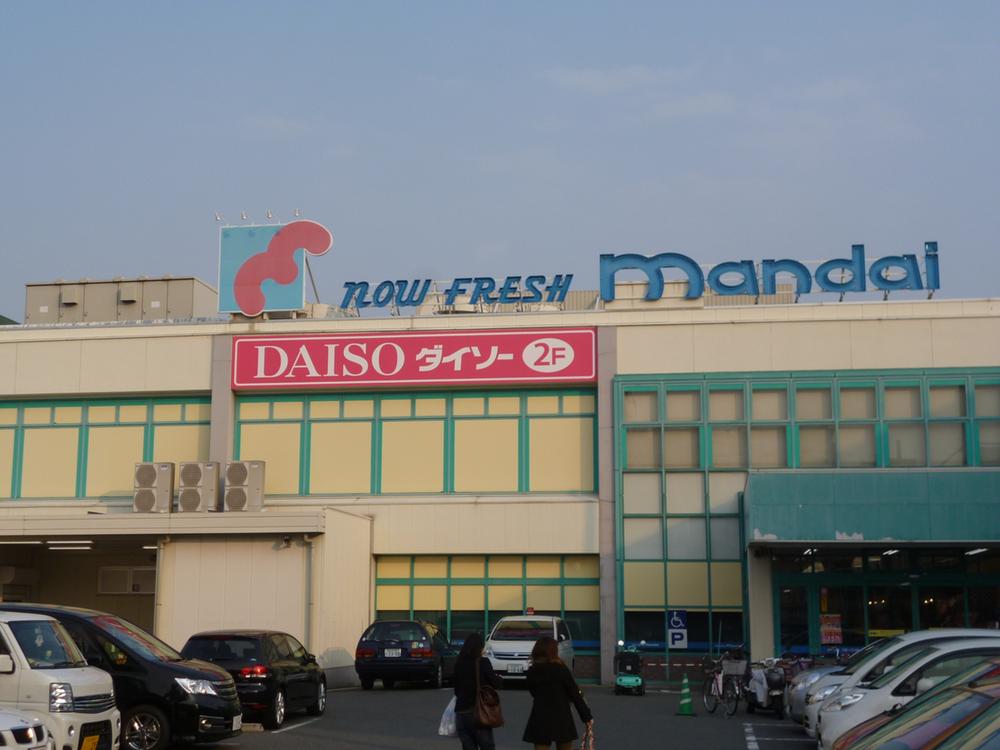 NOW FRESH mandai
DAISO ダイソー 2F
P